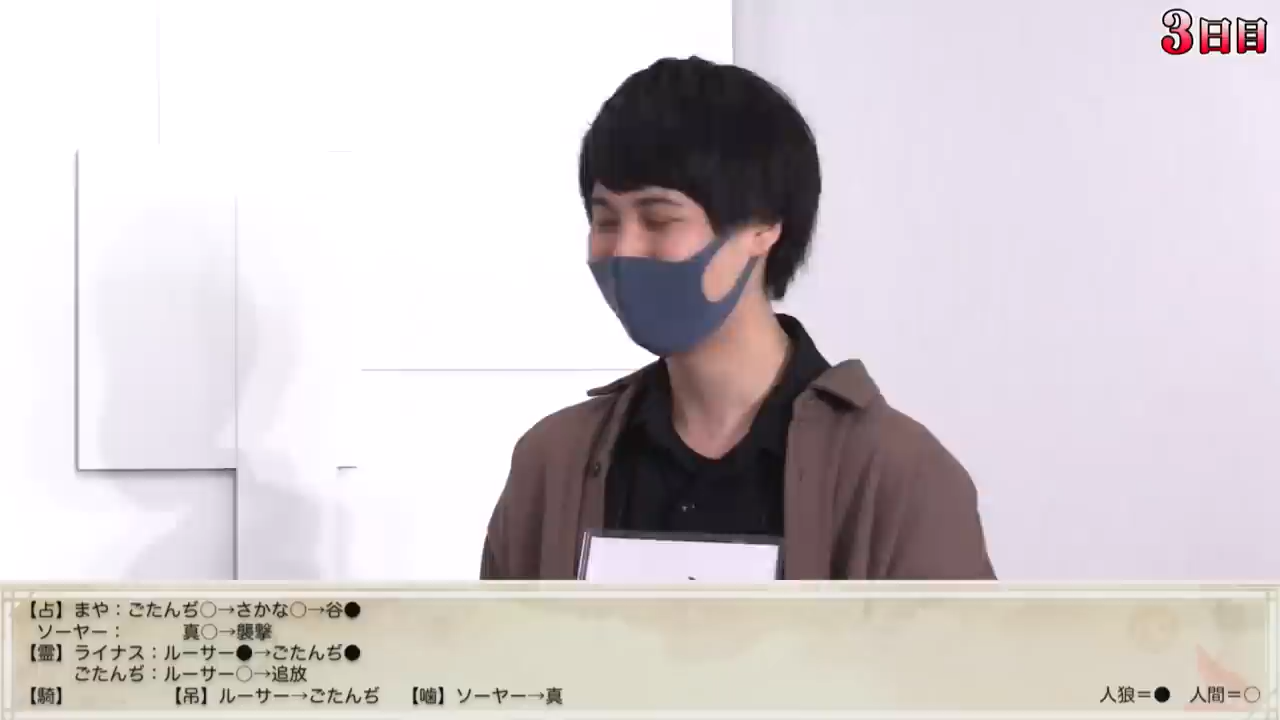 3日目
【占】まや：ごたんぢ○→さかな○→谷●
ソーヤー：　　　真○→襲撃
【霊】ライナス：ルーサー●→ごたんぢ●
ごたんぢ：ルーサー○→追放
【騎】　　　　　【吊】ルーサー→ごたんぢ　【噛】ソーヤー→真　　　人狼＝●　人間＝○